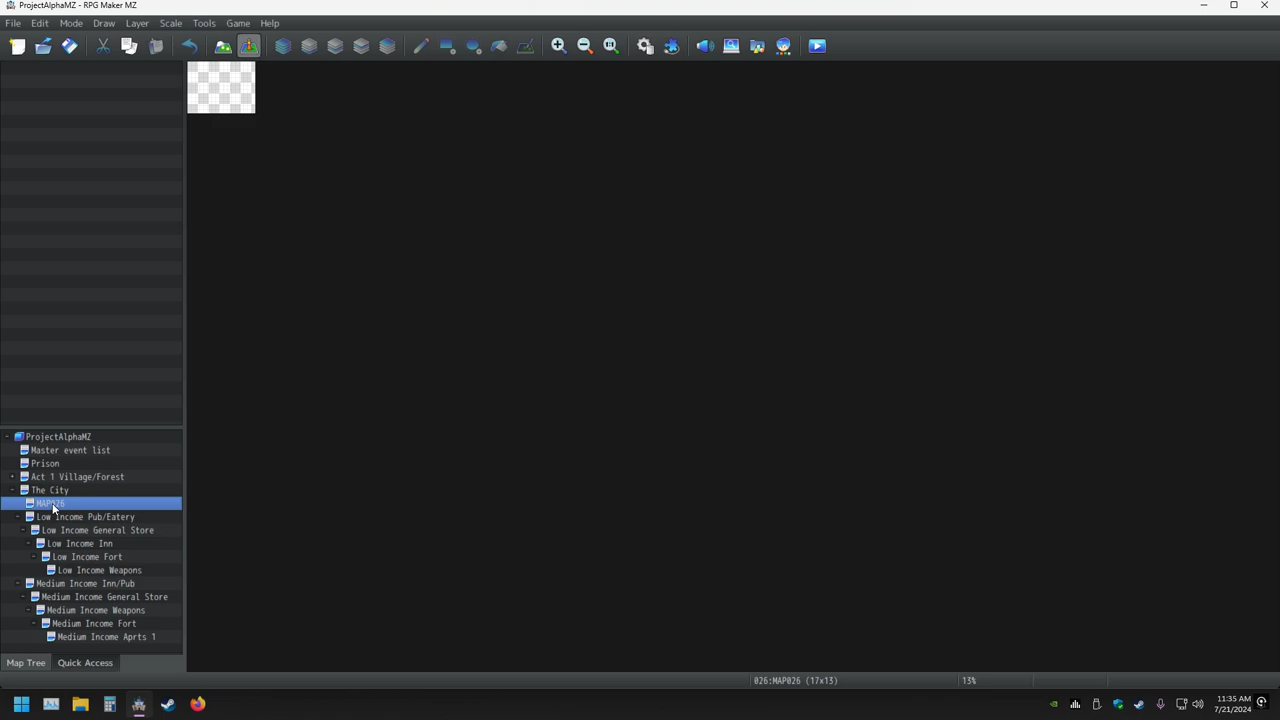 ProjectAlphaMZ - RPG Maker MZ
File Edit Mode Draw Layer Scale Tools Game Help
ProjectAlphaMZ
Master event list
Prison
Act 1 Village/Forest
The City
MAP026
Low Income Pub/Eatery
Low Income General Store
Low Income Inn
Low Income Fort
Low Income Weapons
Medium Income Inn/Pub
Medium Income General Store
Medium Income Weapons
Medium Income Fort
Medium Income Aprts 1
Map Tree Quick Access
026:MAP026 (17x13) 13%
11:35 AM
7/21/2024